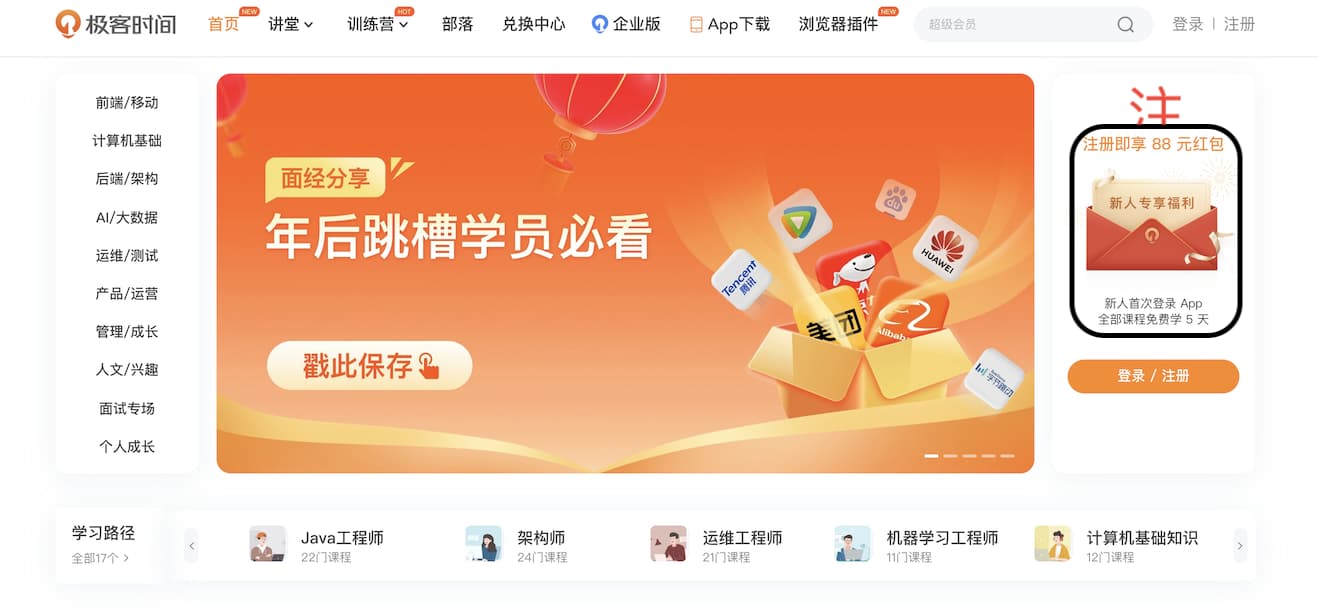 极客时间
首页 NEW
讲堂
训练营 HOT
部落
兑换中心
企业版
App下载
浏览器插件 NEW
超级会员
登录 | 注册
前端/移动
计算机基础
后端/架构
AI/大数据
运维/测试
产品/运营
管理/成长
人文/兴趣
面试专场
个人成长
面经分享
年后跳槽学员必看
戳此保存
du
HUAWEI
Tencent
腾讯
美团
字节跳动
注
注册即享 88 元红包
新人专享福利
新人首次登录 App
全部课程免费学 5 天
登录 / 注册
学习路径
全部17个 >
Java工程师
22门课程
架构师
24门课程
运维工程师
21门课程
机器学习工程师
11门课程
计算机基础知识
12门课程